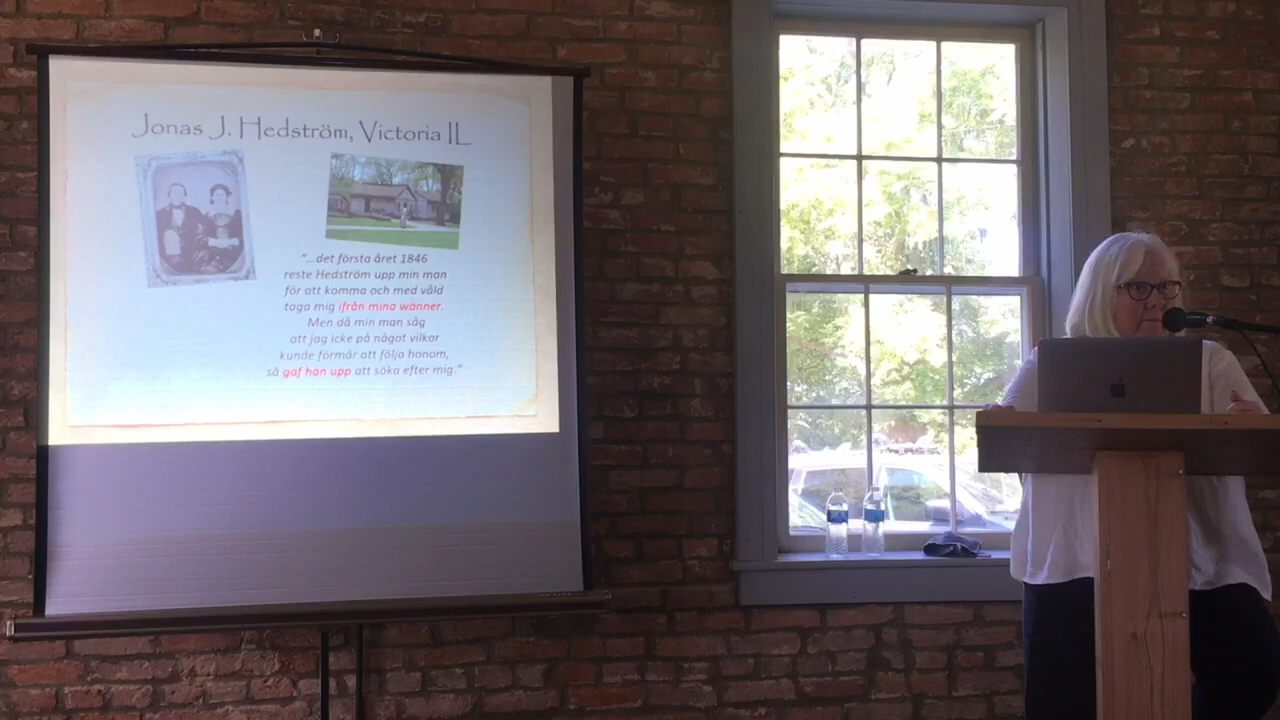 Jonas J. Hedström, Victoria IL
"...det första året 1846
reste Hedström upp min man
för att komma och med våld
taga mig ifrån mina wänner.
Men då min man såg
att jag icke på något vilkor
kunde förmår att följa honom,
så gaf han upp att söka efter mig."